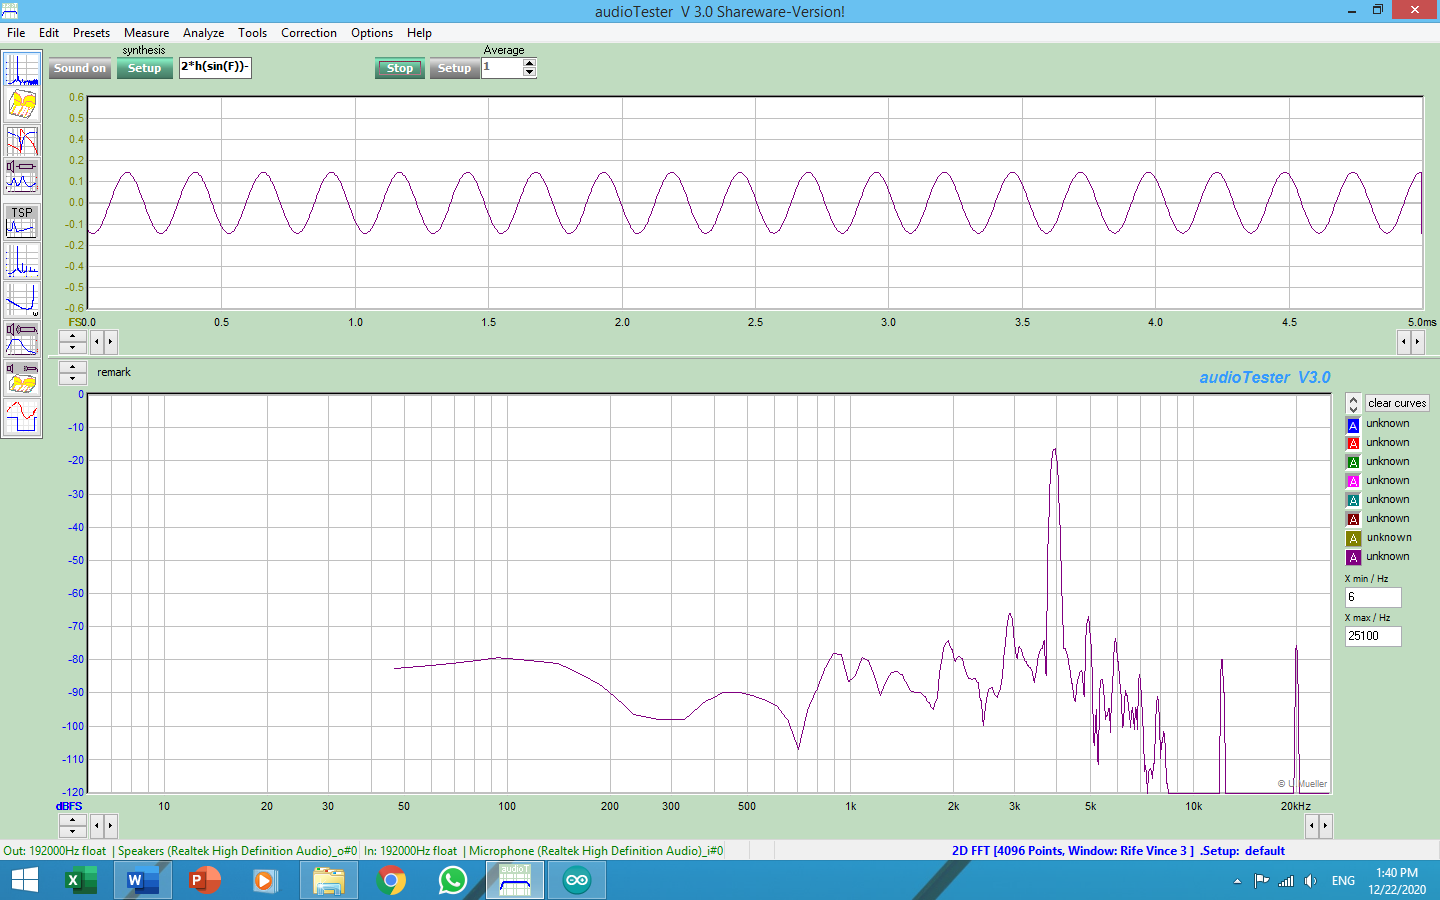 audioTester V 3.0 Shareware-Version!
File Edit Presets Measure Analyze Tools Correction Options Help
synthesis
Average
Sound on Setup 2*h(sin(F))- Stop Setup 1
TSP
0.6
0.5
0.4
0.2
0.1
0.0
-0.1
-0.2
-0.4
-0.5
-0.6
FS0.0 0.5 1.0 1.5 2.0 2.5 3.0 3.5 4.0 4.5 5.0ms
remark
audioTester V3.0
0
-10
-20
-30
-40
-50
-60
-70
-80
-90
-100
-110
-120
dBFS 10 20 30 50 100 200 300 500 1k 2k 3k 5k 10k 20kHz
© U Mueller
clear curves
A unknown
A unknown
A unknown
A unknown
A unknown
A unknown
A unknown
A unknown
X min / Hz
6
X max / Hz
25100
Out: 192000Hz float | Speakers (Realtek High Definition Audio)_o#0 In: 192000Hz float | Microphone (Realtek High Definition Audio)_i#0 2D FFT [4096 Points, Window: Rife Vince 3 ] .Setup: default
audioT
ENG
1:40 PM
12/22/2020